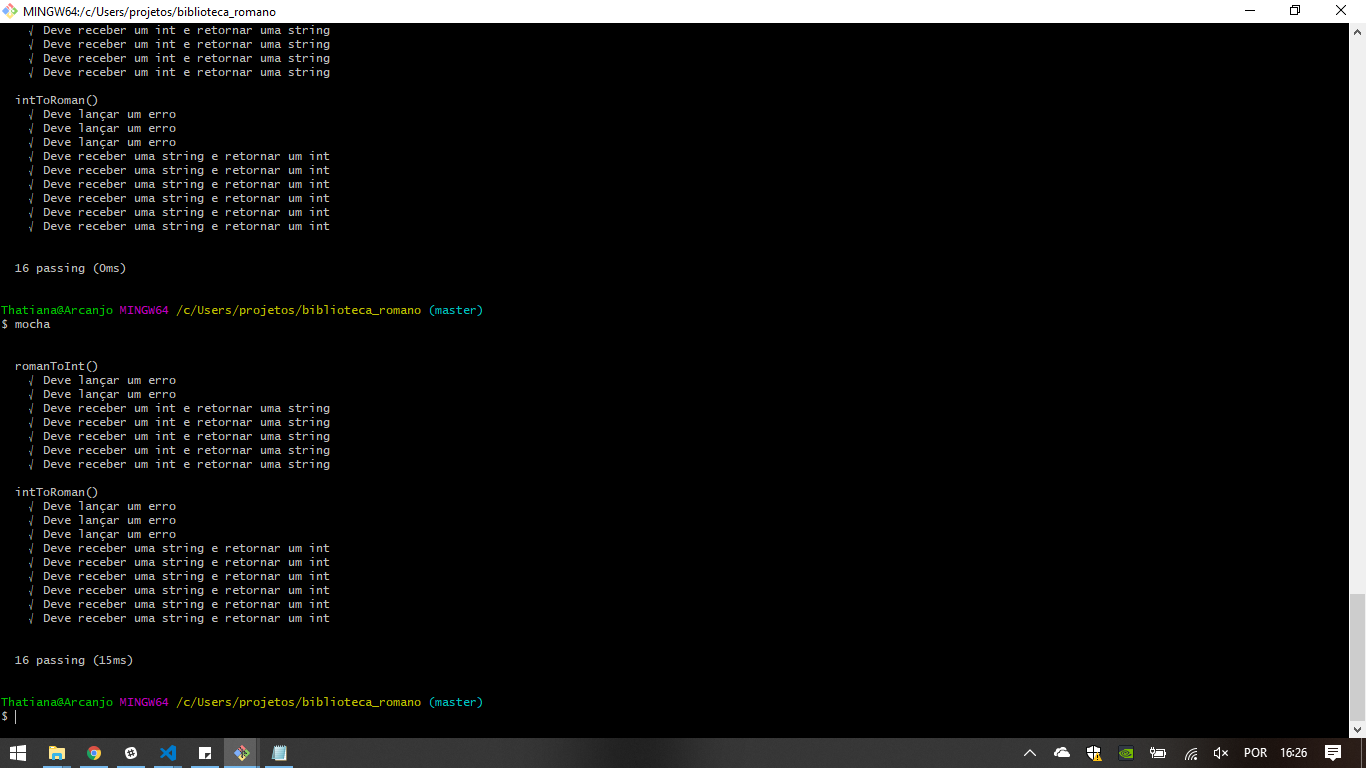 MINGW64:/c/Users/projetos/biblioteca_romano
√ Deve receber um int e retornar uma string
√ Deve receber um int e retornar uma string
√ Deve receber um int e retornar uma string
√ Deve receber um int e retornar uma string
intToRoman()
√ Deve lançar um erro
√ Deve lançar um erro
√ Deve lançar um erro
√ Deve receber uma string e retornar um int
√ Deve receber uma string e retornar um int
√ Deve receber uma string e retornar um int
√ Deve receber uma string e retornar um int
√ Deve receber uma string e retornar um int
√ Deve receber uma string e retornar um int
16 passing (0ms)
Thatiana@Arcanjo MINGW64 /c/Users/projetos/biblioteca_romano (master)
$ mocha
romanToInt()
√ Deve lançar um erro
√ Deve lançar um erro
√ Deve receber um int e retornar uma string
√ Deve receber um int e retornar uma string
√ Deve receber um int e retornar uma string
√ Deve receber um int e retornar uma string
√ Deve receber um int e retornar uma string
intToRoman()
√ Deve lançar um erro
√ Deve lançar um erro
√ Deve lançar um erro
√ Deve receber uma string e retornar um int
√ Deve receber uma string e retornar um int
√ Deve receber uma string e retornar um int
√ Deve receber uma string e retornar um int
√ Deve receber uma string e retornar um int
√ Deve receber uma string e retornar um int
16 passing (15ms)
Thatiana@Arcanjo MINGW64 /c/Users/projetos/biblioteca_romano (master)
$
POR 16:26